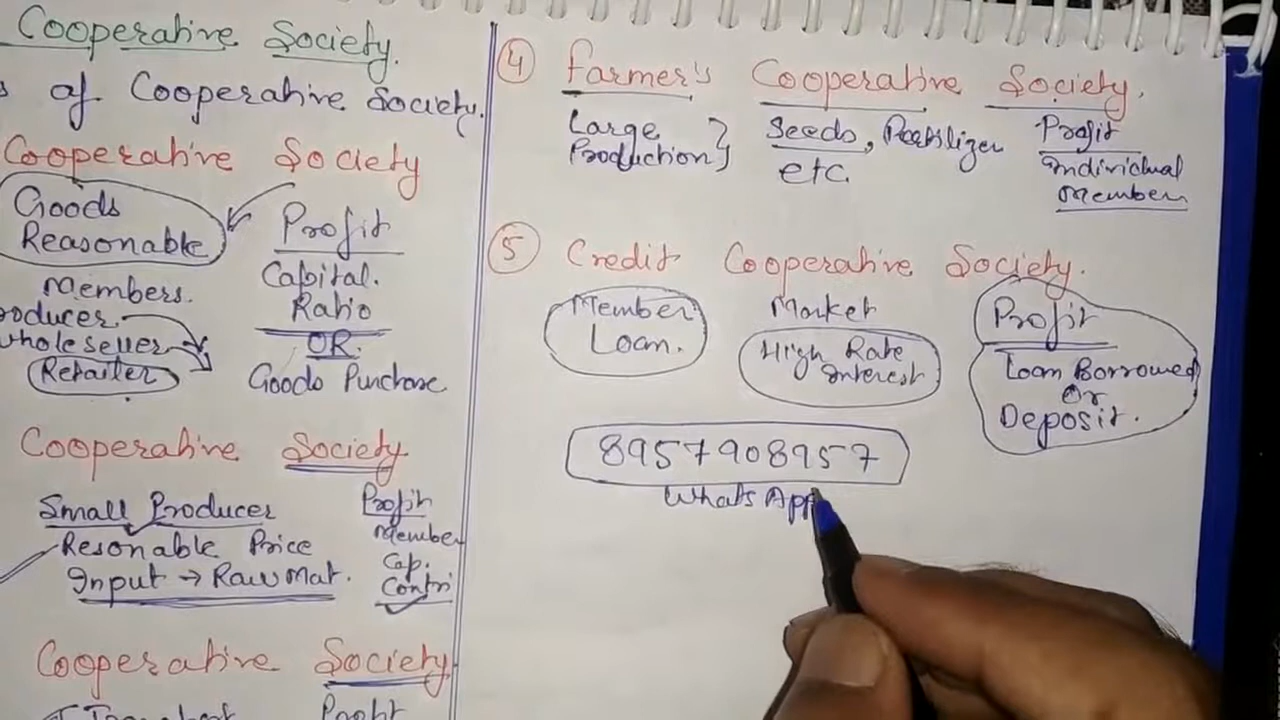 Cooperative Society.
of Cooperative Society.
Cooperative Society
Goods
Reasonable
Members.
oducer
wholeseller
Retailer
Profit
Capital.
Ratio
OR
Goods Purchase
Cooperative Society
Small Producer
Resonable Price
Input → Raw Mat.
Profit
Member
Cap.
Contri
Cooperative Society
Profit
4 Farmer's Cooperative Society.
Large
Production }
Seeds, Fertilizer
etc.
Profit
individual
Member
5 Credit Cooperative Society.
Member
Loan.
Market
High Rate
interest
Profit
Loan Borrowed
Or
Deposit.
8957908957
Whats App